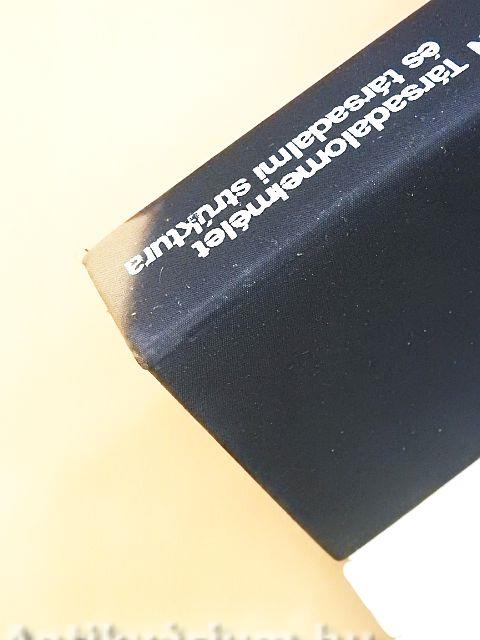 N Társadalomelmélet
és társadalmi struktúra